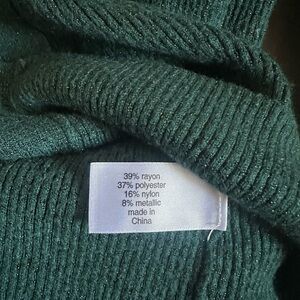 39% rayon
37% polyester
16% nylon
8% metallic
made in
China